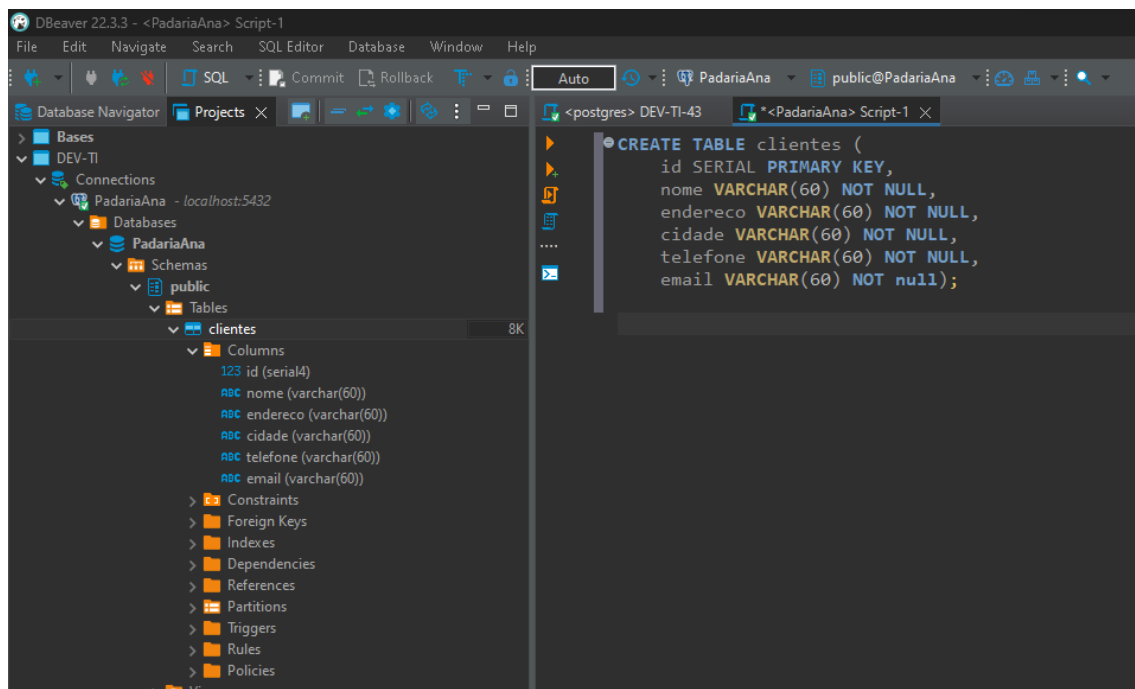 DBeaver 22.3.3 - <PadariaAna> Script-1
File Edit Navigate Search SQL Editor Database Window Help
SQL Commit Rollback Auto PadariaAna public@PadariaAna
Database Navigator Projects
<postgres> DEV-TI-43 *<PadariaAna> Script-1
Bases
DEV-TI
Connections
PadariaAna - localhost:5432
Databases
PadariaAna
Schemas
public
Tables
clientes 8K
Columns
123 id (serial4)
ABC nome (varchar(60))
ABC endereco (varchar(60))
ABC cidade (varchar(60))
ABC telefone (varchar(60))
ABC email (varchar(60))
Constraints
Foreign Keys
Indexes
Dependencies
References
Partitions
Triggers
Rules
Policies
CREATE TABLE clientes (
id SERIAL PRIMARY KEY,
nome VARCHAR(60) NOT NULL,
endereco VARCHAR(60) NOT NULL,
cidade VARCHAR(60) NOT NULL,
telefone VARCHAR(60) NOT NULL,
email VARCHAR(60) NOT null);